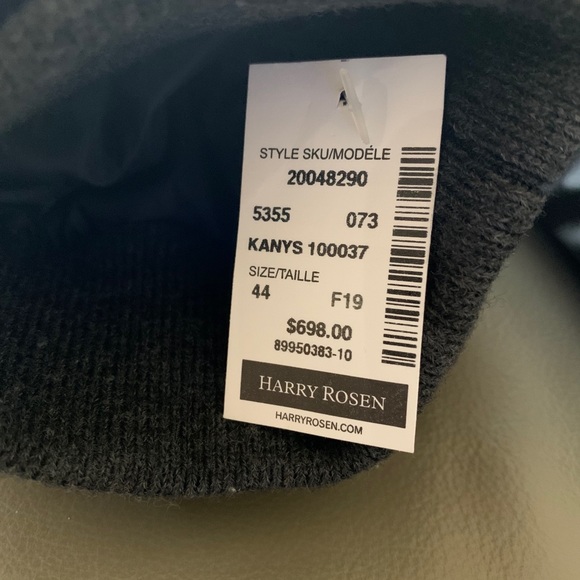 STYLE SKU/MODÉLE
20048290
5355 073
KANYS 100037
SIZE/TAILLE
44 F19
$698.00
89950383-10
HARRY ROSEN
HARRYROSEN.COM